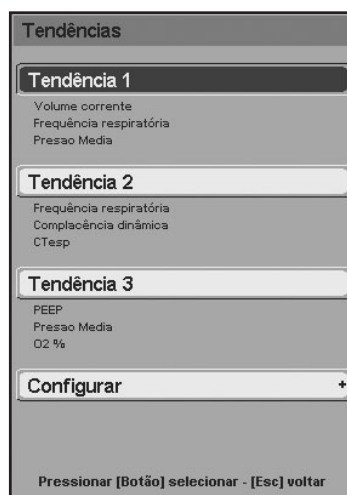 Tendências
Tendência 1
Volume corrente
Frequência respiratória
Presao Media
Tendência 2
Frequência respiratória
Complacência dinâmica
CTesp
Tendência 3
PEEP
Presao Media
O2 %
Configurar +
Pressionar [Botão] selecionar - [Esc] voltar